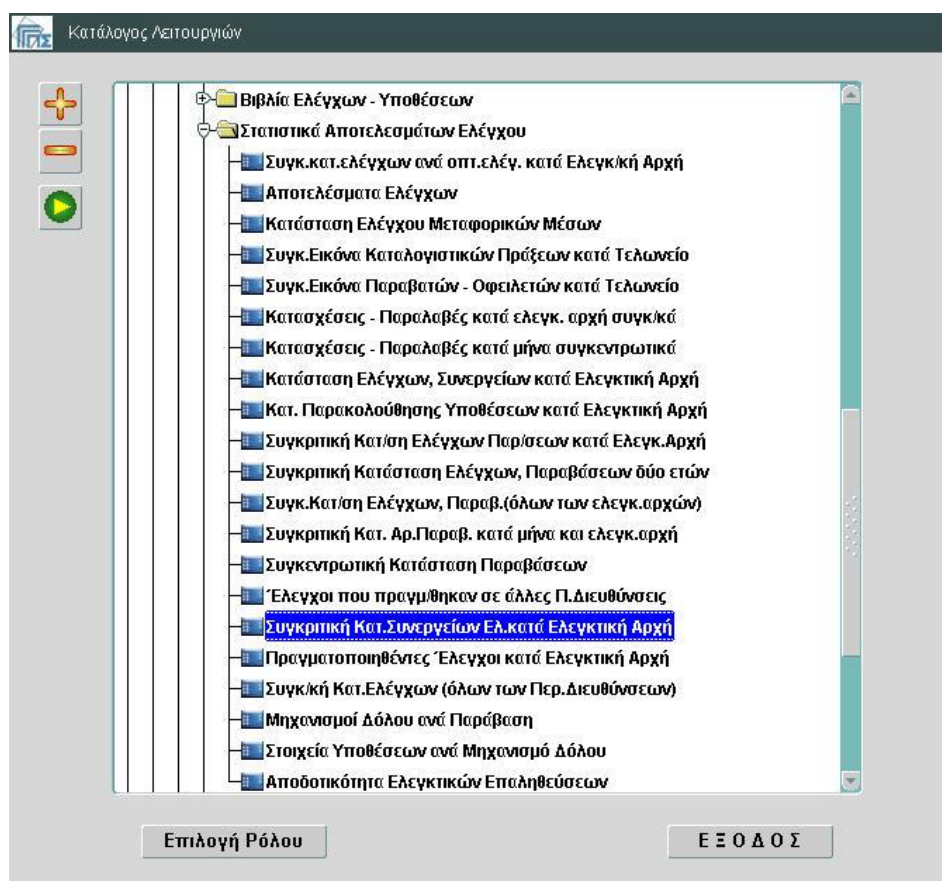 Κατάλογος Λειτουργιών
Βιβλία Ελέγχων - Υποθέσεων
Στατιστικά Αποτελεσμάτων Ελέγχου
Συγκ.κατ.ελέγχων ανά οπτ.ελέγ. κατά Ελεγκ/κή Αρχή
Αποτελέσματα Ελέγχων
Κατάσταση Ελέγχου Μεταφορικών Μέσων
Συγκ.Εικόνα Καταλογιστικών Πράξεων κατά Τελωνείο
Συγκ.Εικόνα Παραβατών - Οφειλετών κατά Τελωνείο
Κατασχέσεις - Παραλαβές κατά ελεγκ. αρχή συγκ/κά
Κατασχέσεις - Παραλαβές κατά μήνα συγκεντρωτικά
Κατάσταση Ελέγχων, Συνεργείων κατά Ελεγκτική Αρχή
Κατ. Παρακολούθησης Υποθέσεων κατά Ελεγκτική Αρχή
Συγκριτική Κατ/ση Ελέγχων Παρ/σεων κατά Ελεγκ.Αρχή
Συγκριτική Κατάσταση Ελέγχων, Παραβάσεων δύο ετών
Συγκ.Κατ/ση Ελέγχων, Παραβ.(όλων των ελεγκ.αρχών)
Συγκριτική Κατ. Αρ.Παραβ. κατά μήνα και ελεγκ.αρχή
Συγκεντρωτική Κατάσταση Παραβάσεων
Έλεγχοι που πραγμ/θηκαν σε άλλες Π.Διευθύνσεις
Συγκριτική Κατ.Συνεργείων Ελ.κατά Ελεγκτική Αρχή
Πραγματοποιηθέντες Έλεγχοι κατά Ελεγκτική Αρχή
Συγκ/κή Κατ.Ελέγχων (όλων των Περ.Διευθύνσεων)
Μηχανισμοί Δόλου ανά Παράβαση
Στοιχεία Υποθέσεων ανά Μηχανισμό Δόλου
Αποδοτικότητα Ελεγκτικών Επαληθεύσεων
Επιλογή Ρόλου
Ε Ξ Ο Δ Ο Σ